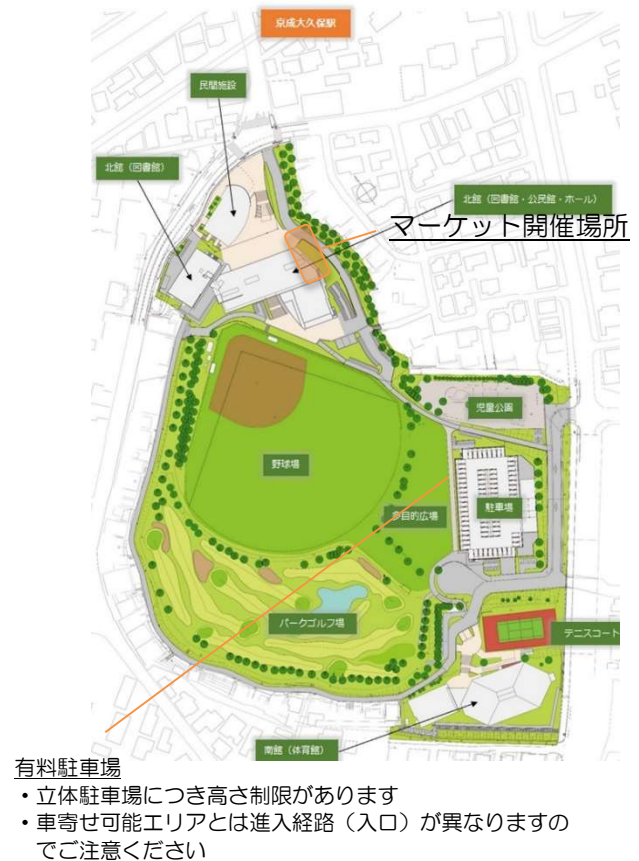 京成大久保駅
民間施設
北館（図書館）
北館（図書館・公民館・ホール）
マーケット開催場所
児童公園
野球場
駐車場
多目的広場
パークゴルフ場
テニスコート
南館（体育館）
有料駐車場
・立体駐車場につき高さ制限があります
・車寄せ可能エリアとは進入経路（入口）が異なりますの
でご注意ください